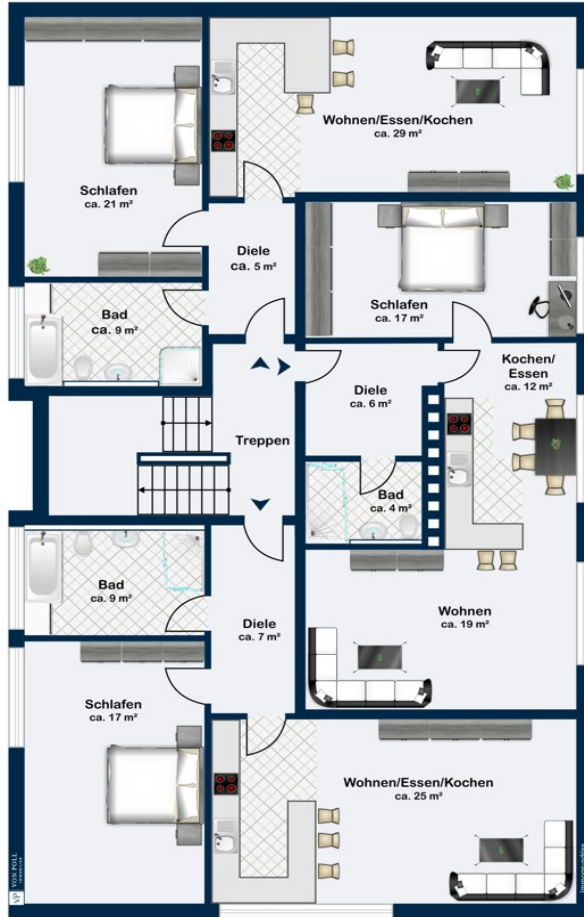 Wohnen/Essen/Kochen
ca. 29 m²
Schlafen
ca. 21 m²
Diele
ca. 5 m²
Schlafen
ca. 17 m²
Bad
ca. 9 m²
Kochen/
Essen
ca. 12 m²
Diele
ca. 6 m²
Treppen
Bad
ca. 4 m²
Bad
ca. 9 m²
Wohnen
ca. 19 m²
Diele
ca. 7 m²
Schlafen
ca. 17 m²
Wohnen/Essen/Kochen
ca. 25 m²
VP VON POLL
IMMOBILIEN